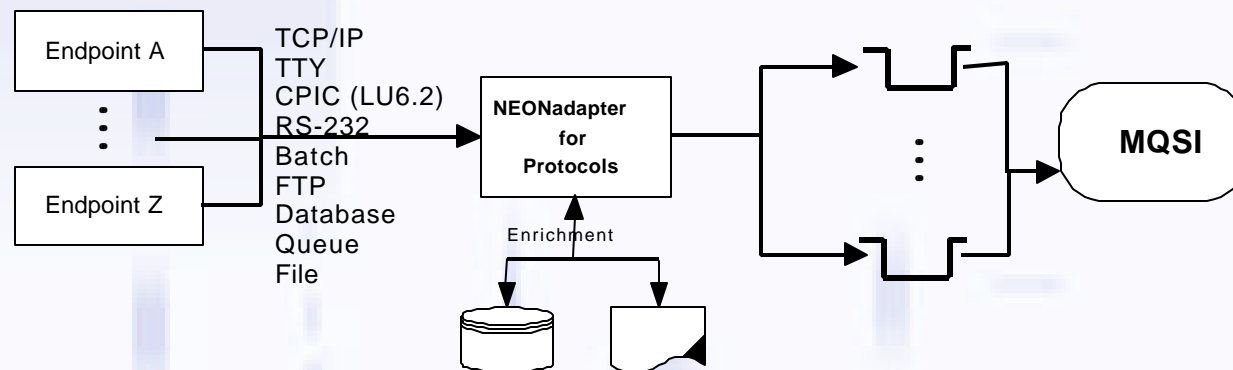 Endpoint A
Endpoint Z
TCP/IP
TTY
CPIC (LU6.2)
RS-232
Batch
FTP
Database
Queue
File
NEONadapter
for
Protocols
Enrichment
MQSI